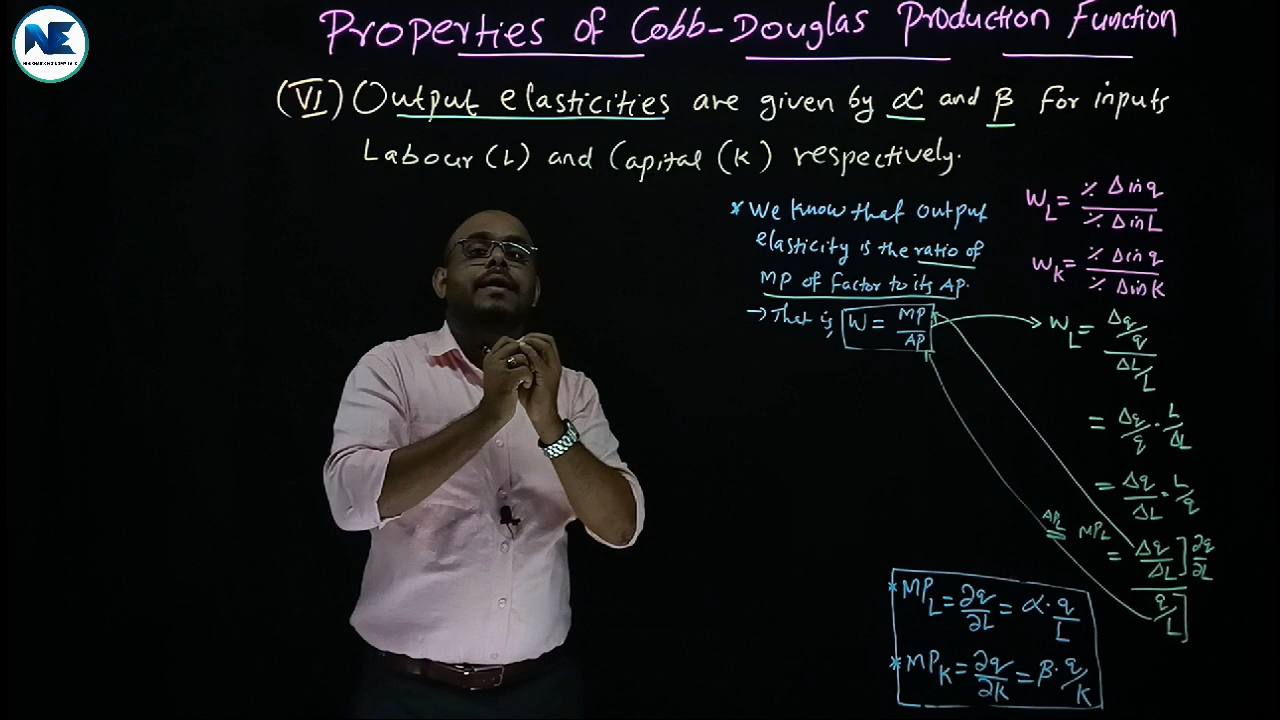 NE
Properties of Cobb-Douglas Production Function
(VI) Output elasticities are given by α and β for inputs
Labour (L) and Capital (K) respectively.
* We know that output
elasticity is the ratio of
MP of factor to its AP.
→ That is, W = MP/AP
W_L = % Δ in q / % Δ in L
W_K = % Δ in q / % Δ in K
W_L = Δq/q / ΔL/L
= Δq/q · L/ΔL
= Δq/ΔL · L/q
AP_L MP_L = Δq/ΔL ] ∂q/∂L
q/L ]
* MP_L = ∂q/∂L = α · q/L
* MP_K = ∂q/∂K = β · q/K